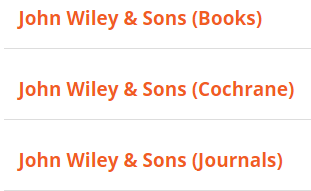 John Wiley & Sons (Books)
John Wiley & Sons (Cochrane)
John Wiley & Sons (Journals)